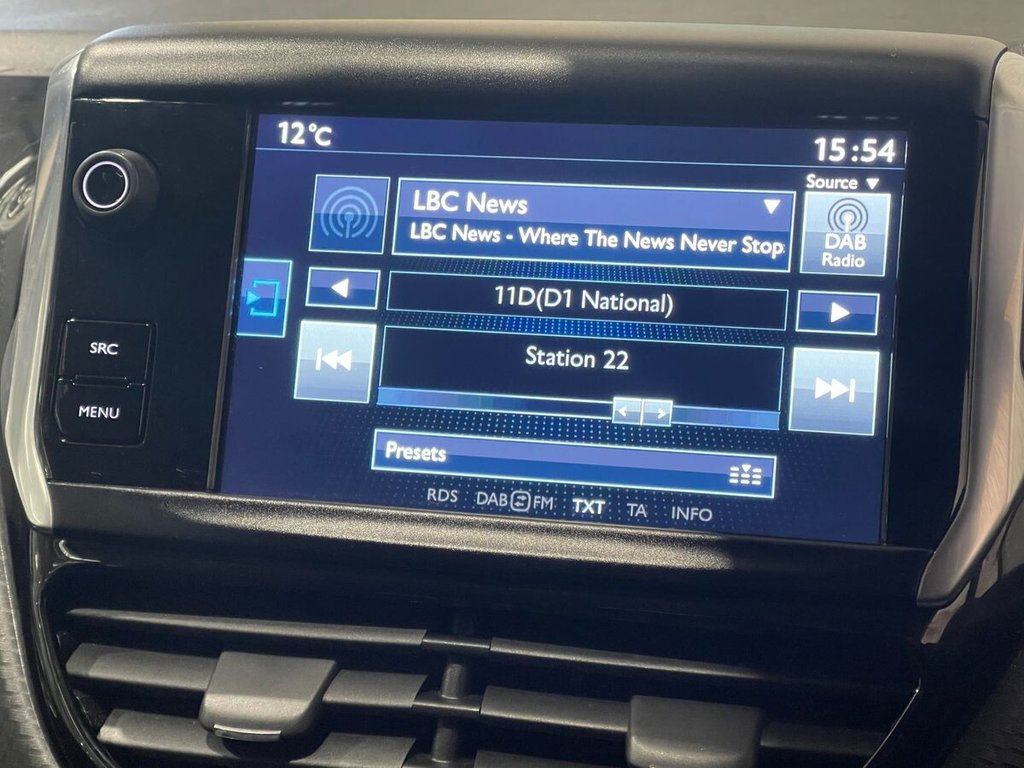 12°C
15:54
Source
LBC News
LBC News - Where The News Never Stop
DAB
Radio
11D(D1 National)
SRC
Station 22
MENU
Presets
RDS DAB FM TXT TA INFO